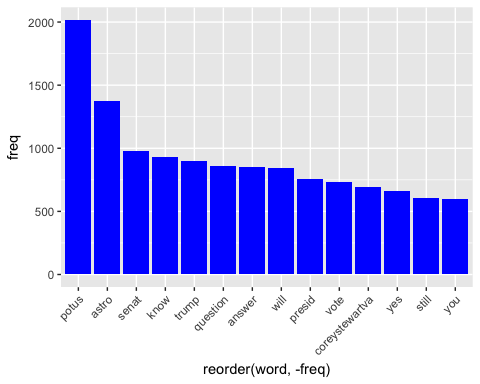 2000
1500
1000
500
0
freq
potus
astro
senat
know
trump
question
answer
will
presid
vote
coreystewartva
yes
still
you
reorder(word, -freq)